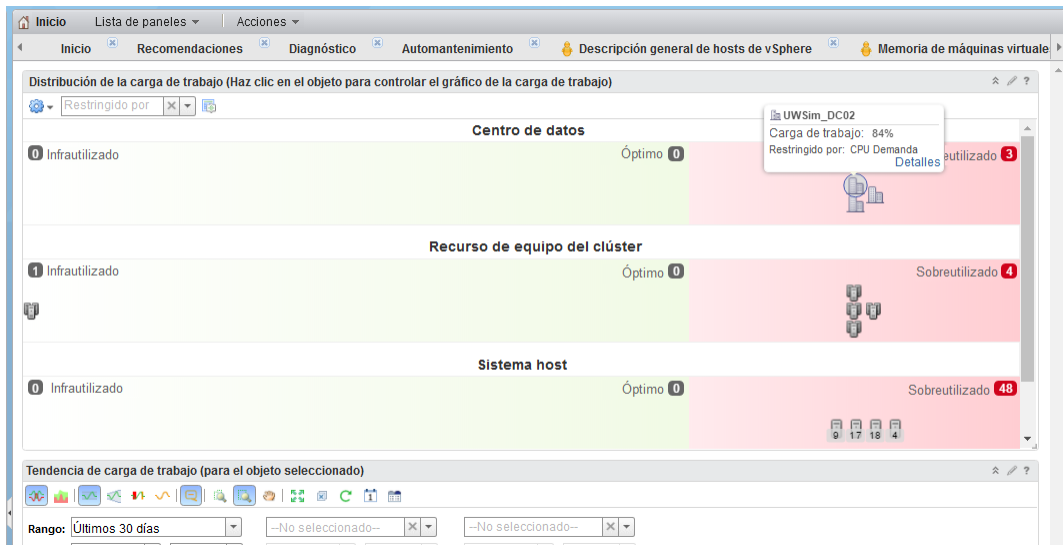 Inicio Lista de paneles Acciones
Inicio Recomendaciones Diagnóstico Automantenimiento Descripción general de hosts de vSphere Memoria de máquinas virtuale
Distribución de la carga de trabajo (Haz clic en el objeto para controlar el gráfico de la carga de trabajo)
Restringido por
UWSim_DC02
Carga de trabajo: 84%
Restringido por: CPU Demanda
Detalles
Centro de datos
0 Infrautilizado Óptimo 0 eutilizado 3
Recurso de equipo del clúster
1 Infrautilizado Óptimo 0 Sobreutilizado 4
Sistema host
0 Infrautilizado Óptimo 0 Sobreutilizado 48
9 17 18 4
Tendencia de carga de trabajo (para el objeto seleccionado)
Rango: Últimos 30 días --No seleccionado-- --No seleccionado--